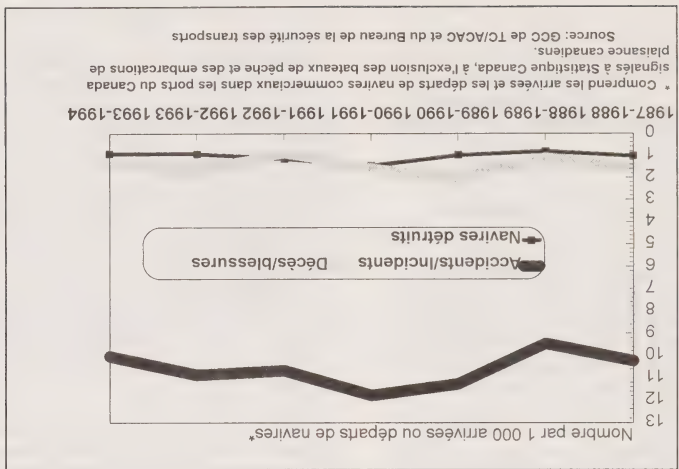 Nombre par 1 000 arrivées ou départs de navires*
13
12
11
10
9
8
7
6
5
4
3
2
1
0
Accidents/Incidents Décès/blessures
Navires détruits
1987-1988 1988-1989 1989-1990 1990-1991 1991-1992 1992-1993 1993-1994
* Comprend les arrivées et les départs de navires commerciaux dans les ports du Canada
signalés à Statistique Canada, à l'exclusion des bateaux de pêche et des embarcations de
plaisance canadiens.
Source: GCC de TC/ACAC et du Bureau de la sécurité des transports